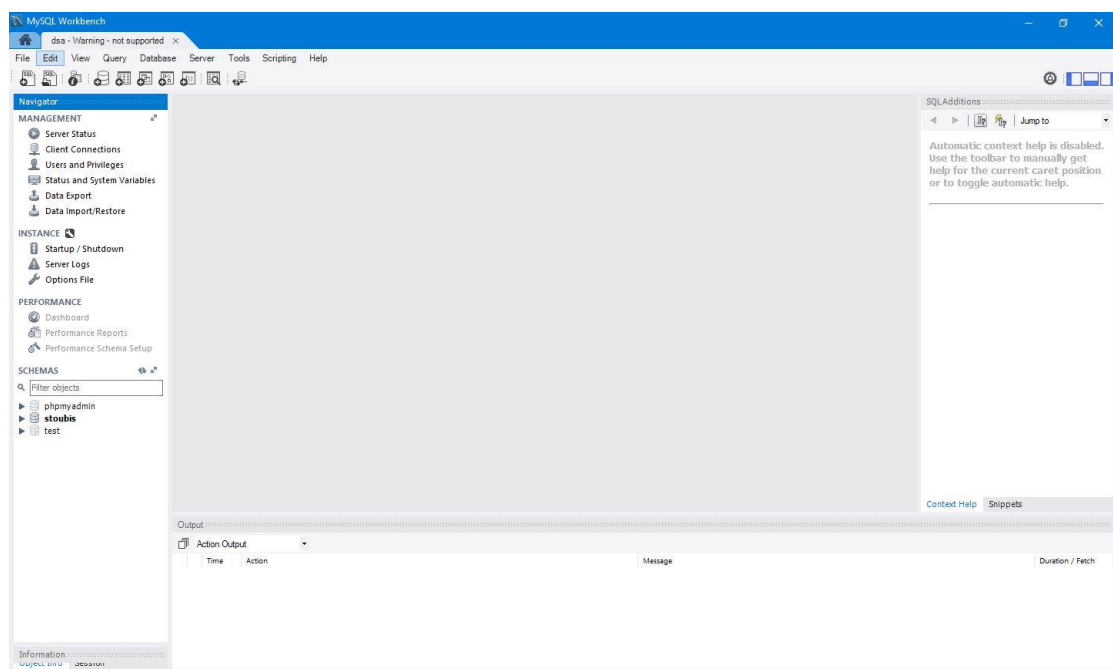 MySQL Workbench
dsa - Warning - not supported
File Edit View Query Database Server Tools Scripting Help
Navigator
MANAGEMENT
Server Status
Client Connections
Users and Privileges
Status and System Variables
Data Export
Data Import/Restore
INSTANCE
Startup / Shutdown
Server Logs
Options File
PERFORMANCE
Dashboard
Performance Reports
Performance Schema Setup
SCHEMAS
Filter objects
phpmyadmin
stoubis
test
Information
Object Info Session
SQLAdditions
Jump to
Automatic context help is disabled.
Use the toolbar to manually get
help for the current caret position
or to toggle automatic help.
Context Help Snippets
Output
Action Output
Time Action Message Duration / Fetch